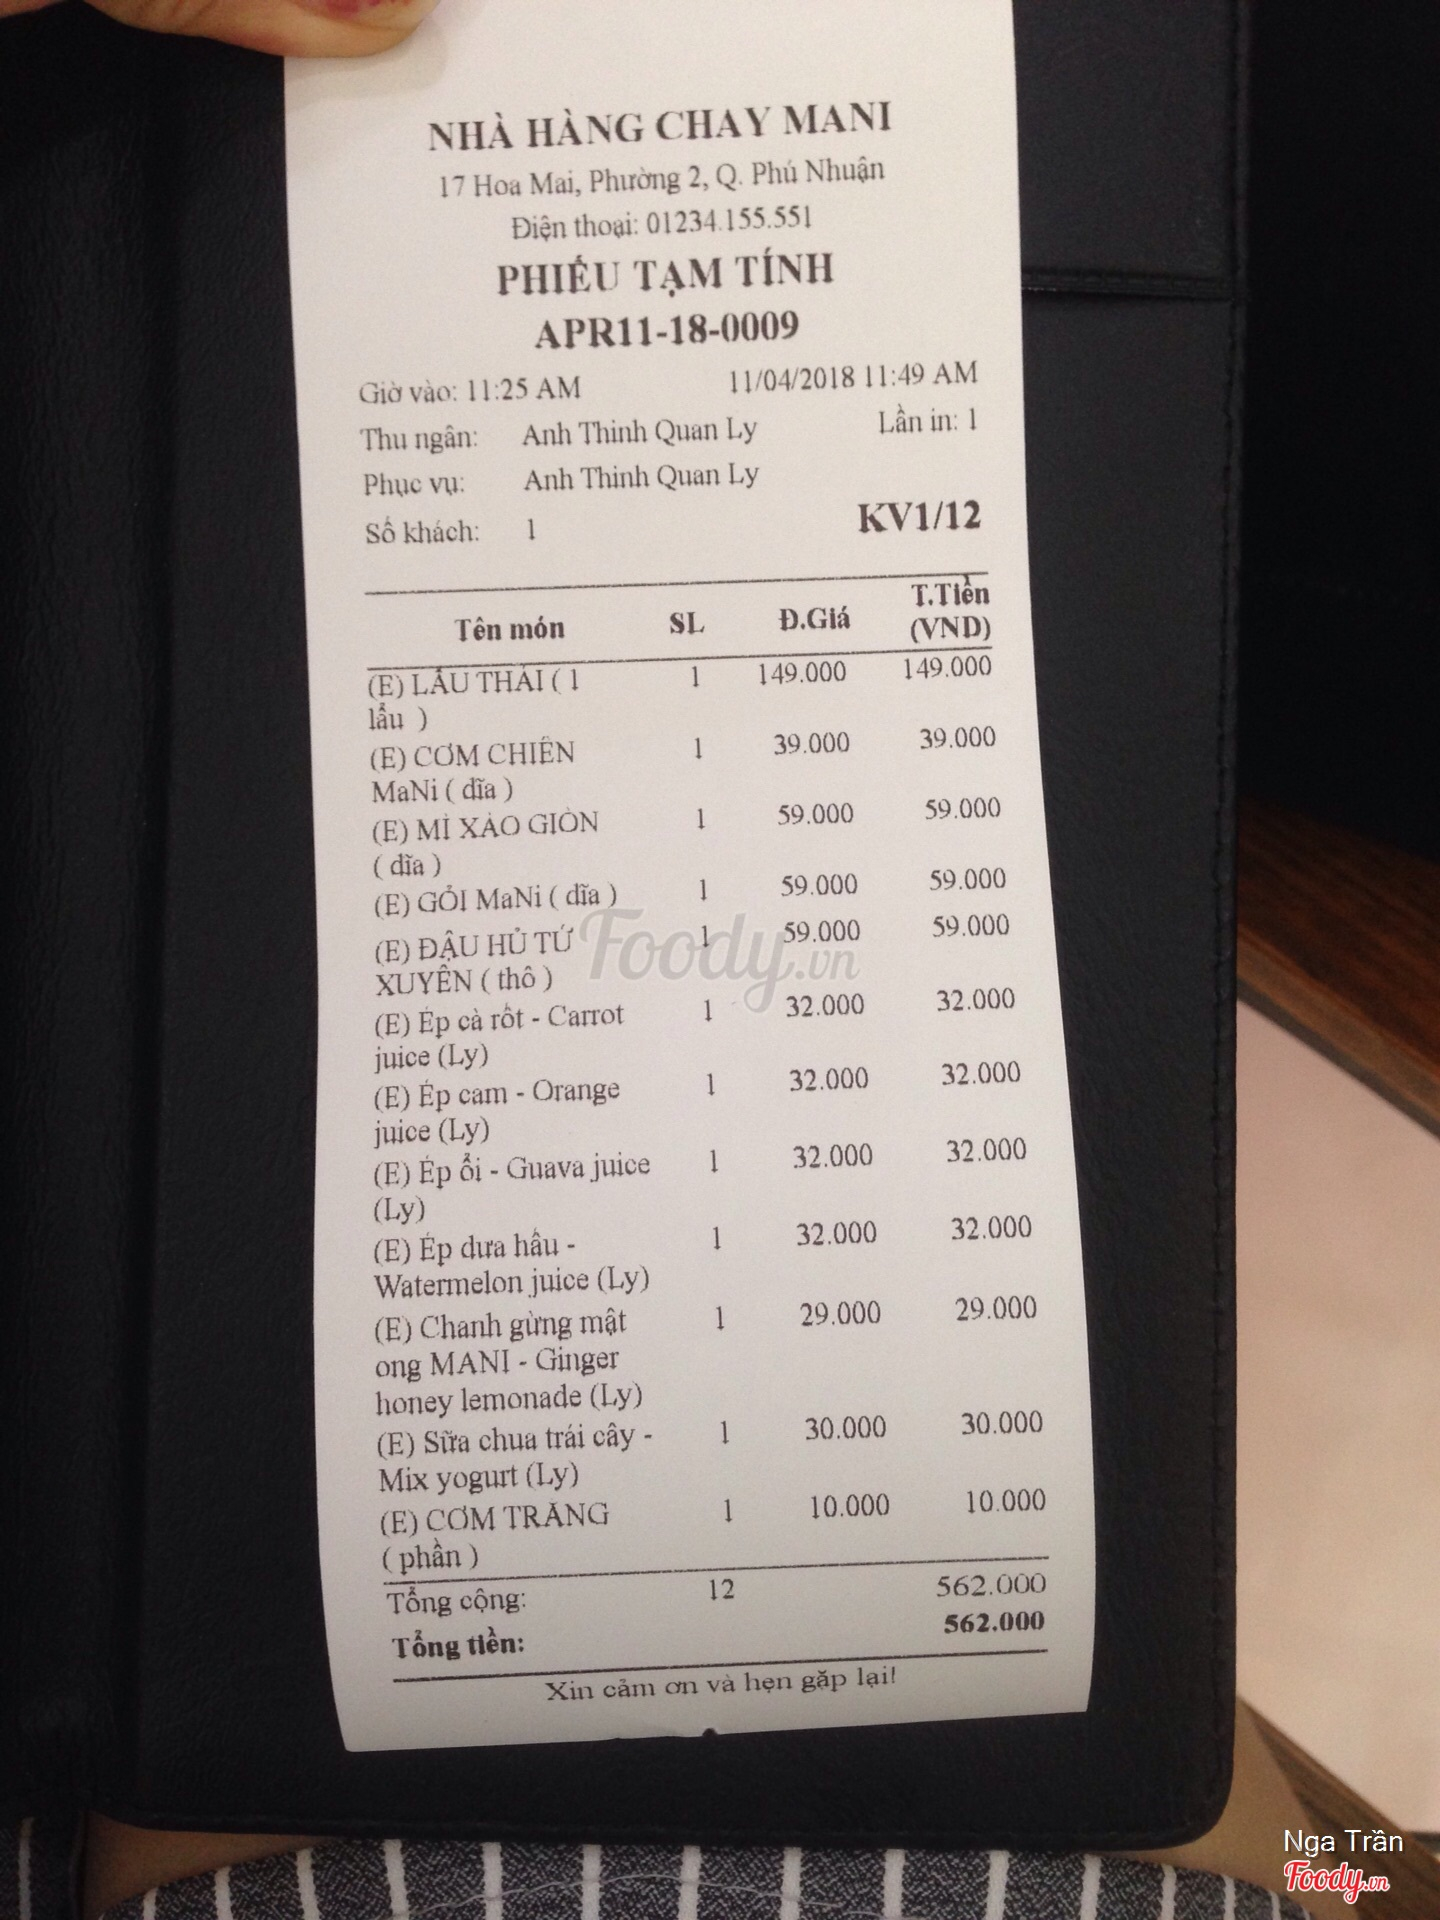 NHÀ HÀNG CHAY MANI
17 Hoa Mai, Phường 2, Q. Phú Nhuận
Điện thoại: 01234.155.551
PHIẾU TẠM TÍNH
APR11-18-0009
Giờ vào: 11:25 AM 11/04/2018 11:49 AM
Thu ngân: Anh Thinh Quan Ly Lần in: 1
Phục vụ: Anh Thinh Quan Ly
Số khách: 1 KV1/12
Tên món SL Đ.Giá T.Tiền (VND)
(E) LẨU THÁI ( 1 1 149.000 149.000
lẩu )
(E) CƠM CHIÊN 1 39.000 39.000
MaNi ( dĩa )
(E) MÌ XÀO GIÒN 1 59.000 59.000
( dĩa )
(E) GỎI MaNi ( dĩa ) 1 59.000 59.000
(E) ĐẬU HỦ TỨ 1 59.000 59.000
XUYÊN ( thố )
(E) Ép cà rốt - Carrot 1 32.000 32.000
juice (Ly)
(E) Ép cam - Orange 1 32.000 32.000
juice (Ly)
(E) Ép ổi - Guava juice 1 32.000 32.000
(Ly)
(E) Ép dưa hấu - 1 32.000 32.000
Watermelon juice (Ly)
(E) Chanh gừng mật 1 29.000 29.000
ong MANI - Ginger
honey lemonade (Ly)
(E) Sữa chua trái cây - 1 30.000 30.000
Mix yogurt (Ly)
(E) CƠM TRẮNG 1 10.000 10.000
( phần )
Tổng cộng: 12 562.000
Tổng tiền: 562.000
Xin cảm ơn và hẹn gặp lại!
Foody.vn
Nga Trần
Foody.vn